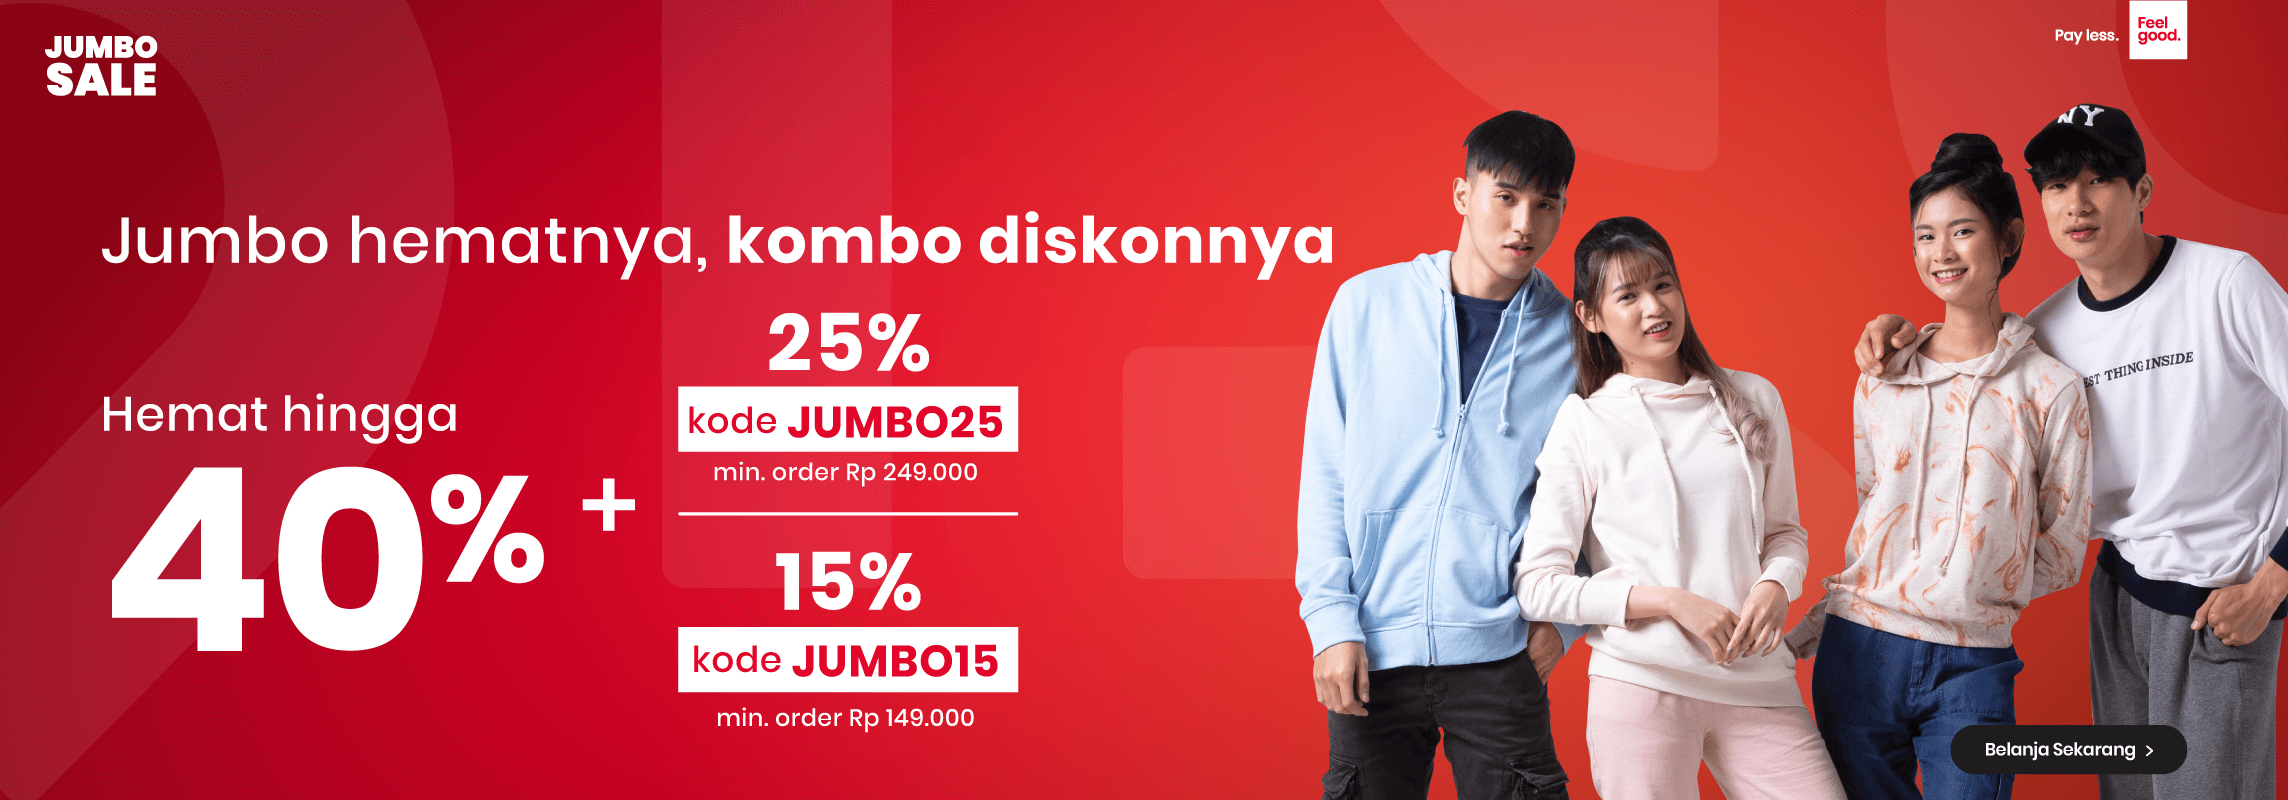 JUMBO
SALE
Pay less.
Feel
good.
Jumbo hematnya, kombo diskonnya
Hemat hingga
40%
+
25%
kode JUMBO25
min. order Rp 249.000
15%
kode JUMBO15
min. order Rp 149.000
NY
EST THING INSIDE
Belanja Sekarang >